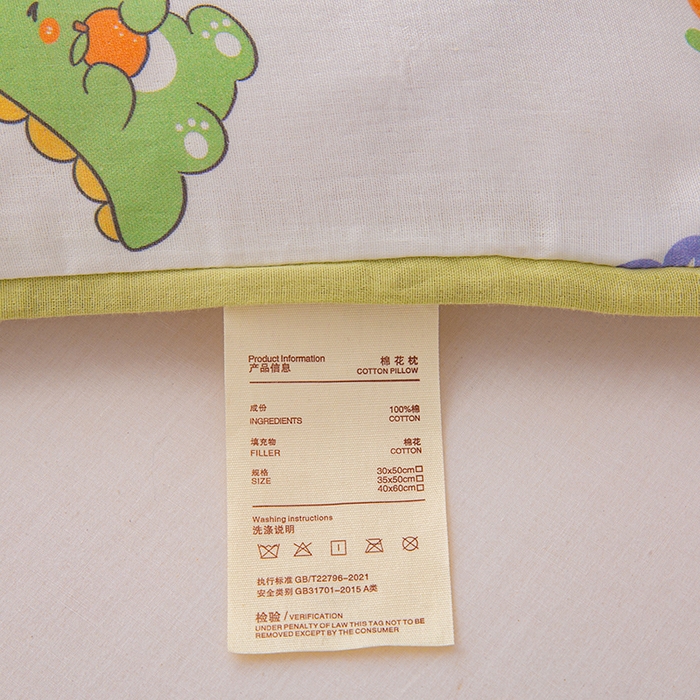 Product Information 棉花枕
产品信息 COTTON PILLOW
成份 100%棉
INGREDIENTS COTTON
填充物 棉花
FILLER COTTON
规格 30x50cm
SIZE 35x50cm
40x60cm
Washing instructions
洗涤说明
执行标准 GB/T22796-2021
安全类别 GB31701-2015 A类
检验/VERIFICATION
UNDER PENALTY OF LAW THIS TAG NOT TO BE
REMOVED EXCEPT BY THE CONSUMER